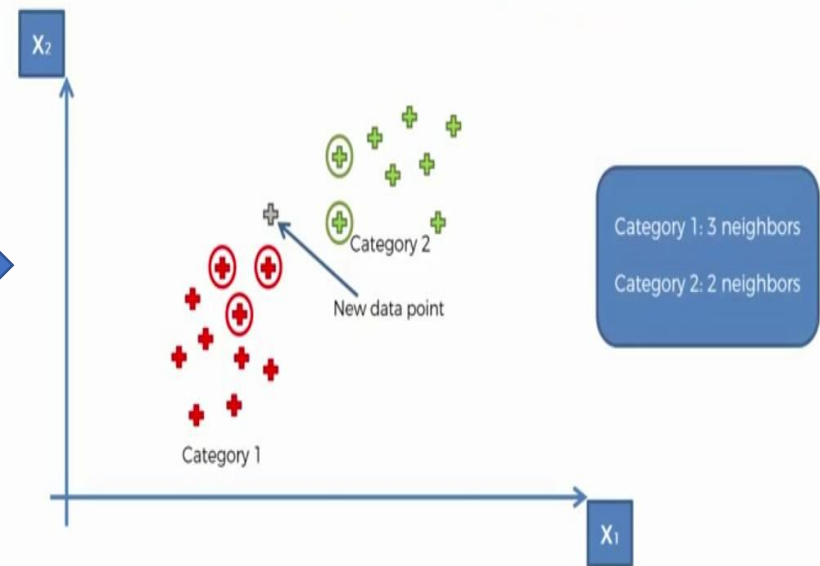 X2
Category 2
New data point
Category 1: 3 neighbors
Category 2: 2 neighbors
Category 1
X1